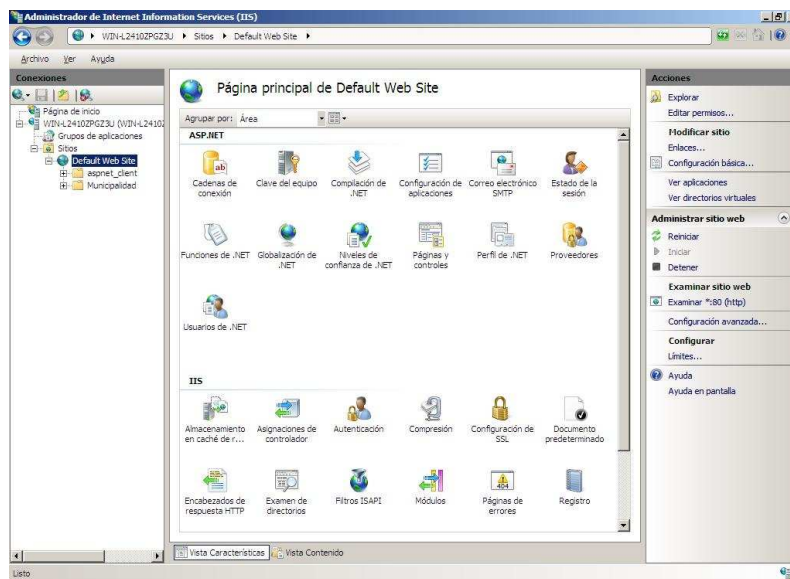 Administrador de Internet Information Services (IIS)
WIN-L2410ZPGZ3U
Sitios
Default Web Site
Archivo Ver Ayuda
Conexiones
Página de inicio
WIN-L2410ZPGZ3U (WIN-L2410Z
Grupos de aplicaciones
Sitios
Default Web Site
aspnet_client
Municipalidad
Página principal de Default Web Site
Agrupar por: Área
ASP.NET
Cadenas de conexión
Clave del equipo
Compilación de .NET
Configuración de aplicaciones
Correo electrónico SMTP
Estado de la sesión
Funciones de .NET
Globalización de .NET
Niveles de confianza de .NET
Páginas y controles
Perfil de .NET
Proveedores
Usuarios de .NET
IIS
Almacenamiento en caché de r...
Asignaciones de controlador
Autenticación
Compresión
Configuración de SSL
Documento predeterminado
Encabezados de respuesta HTTP
Examen de directorios
Filtros ISAPI
Módulos
404
Páginas de errores
Registro
Vista Características
Vista Contenido
Acciones
Explorar
Editar permisos...
Modificar sitio
Enlaces...
Configuración básica...
Ver aplicaciones
Ver directorios virtuales
Administrar sitio web
Reiniciar
Iniciar
Detener
Examinar sitio web
Examinar *:80 (http)
Configuración avanzada...
Configurar
Límites...
Ayuda
Ayuda en pantalla
Listo